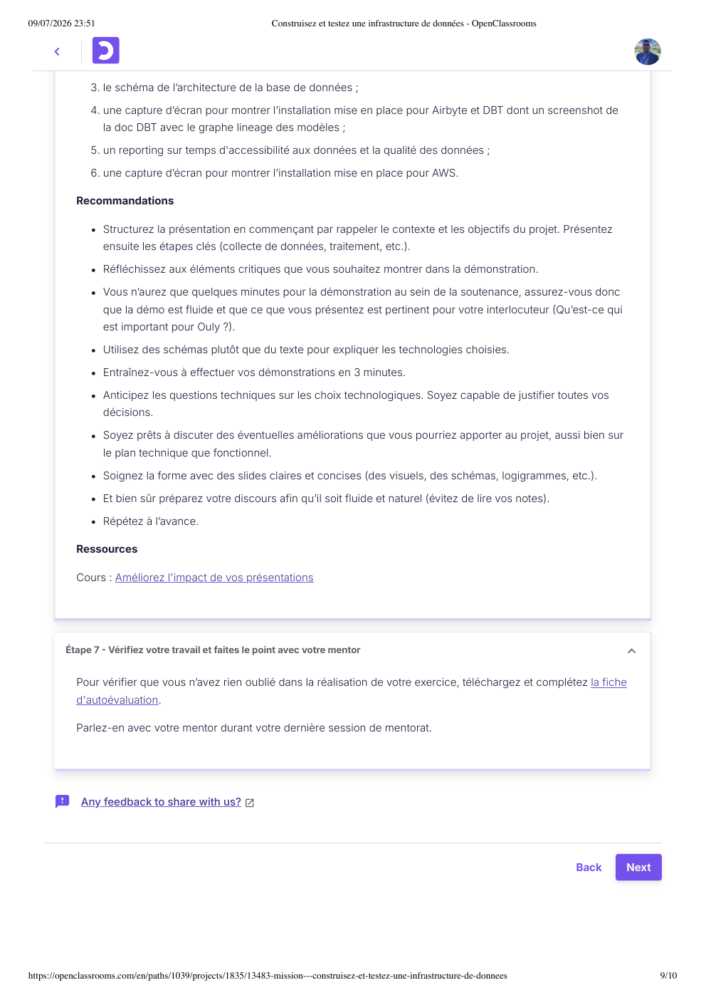 09/07/2026 23:51
Construisez et testez une infrastructure de données - OpenClassrooms
3. le schéma de l’architecture de la base de données ;
4. une capture d’écran pour montrer l’installation mise en place pour Airbyte et DBT dont un screenshot de
la doc DBT avec le graphe lineage des modèles ;
5. un reporting sur temps d'accessibilité aux données et la qualité des données ;
6. une capture d’écran pour montrer l’installation mise en place pour AWS.
Recommandations
• Structurez la présentation en commençant par rappeler le contexte et les objectifs du projet. Présentez
ensuite les étapes clés (collecte de données, traitement, etc.).
• Réfléchissez aux éléments critiques que vous souhaitez montrer dans la démonstration.
• Vous n’aurez que quelques minutes pour la démonstration au sein de la soutenance, assurez-vous donc
que la démo est fluide et que ce que vous présentez est pertinent pour votre interlocuteur (Qu’est-ce qui
est important pour Ouly ?).
• Utilisez des schémas plutôt que du texte pour expliquer les technologies choisies.
• Entraînez-vous à effectuer vos démonstrations en 3 minutes.
• Anticipez les questions techniques sur les choix technologiques. Soyez capable de justifier toutes vos
décisions.
• Soyez prêts à discuter des éventuelles améliorations que vous pourriez apporter au projet, aussi bien sur
le plan technique que fonctionnel.
• Soignez la forme avec des slides claires et concises (des visuels, des schémas, logigrammes, etc.).
• Et bien sûr préparez votre discours afin qu’il soit fluide et naturel (évitez de lire vos notes).
• Répétez à l’avance.
Ressources
Cours : Améliorez l'impact de vos présentations
Étape 7 - Vérifiez votre travail et faites le point avec votre mentor
Pour vérifier que vous n’avez rien oublié dans la réalisation de votre exercice, téléchargez et complétez la fiche
d'autoévaluation.
Parlez-en avec votre mentor durant votre dernière session de mentorat.
Any feedback to share with us?
Back
Next
https://openclassrooms.com/en/paths/1039/projects/1835/13483-mission---construisez-et-testez-une-infrastructure-de-donnees
9/10